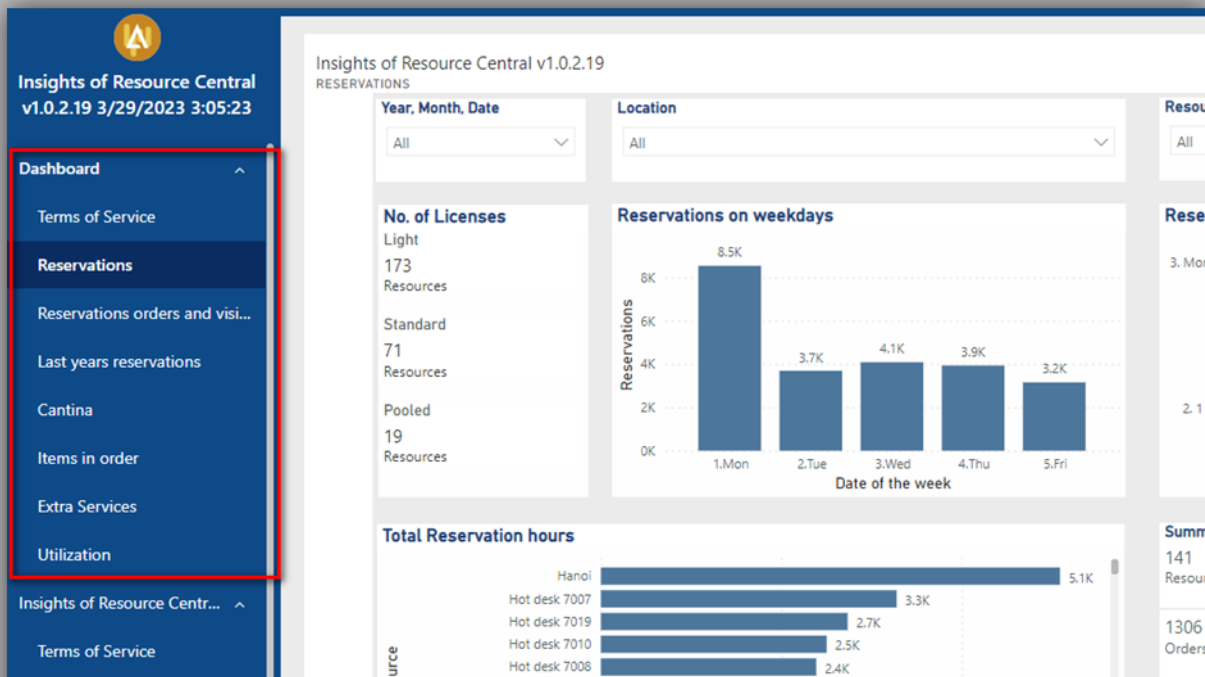 Insights of Resource Central
v1.0.2.19 3/29/2023 3:05:23
Dashboard
Terms of Service
Reservations
Reservations orders and visi...
Last years reservations
Cantina
Items in order
Extra Services
Utilization
Insights of Resource Centr...
Terms of Service
Insights of Resource Central v1.0.2.19
RESERVATIONS
Year, Month, Date
All
Location
All
Resou
All
No. of Licenses
Light
173
Resources
Standard
71
Resources
Pooled
19
Resources
Reservations on weekdays
Reservations
8K
6K
4K
2K
0K
8.5K
3.7K
4.1K
3.9K
3.2K
1.Mon
2.Tue
3.Wed
4.Thu
5.Fri
Date of the week
Rese
3. Mo
2. 1
Total Reservation hours
urce
Hanoi
5.1K
Hot desk 7007
3.3K
Hot desk 7019
2.7K
Hot desk 7010
2.5K
Hot desk 7008
2.4K
Summ
141
Resour
1306
Orders